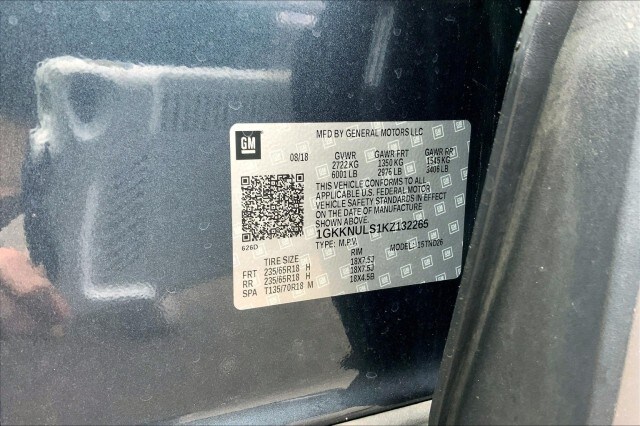 GM
MFD BY GENERAL MOTORS LLC
08/18 GVWR GAWR FRT GAWR RR
2722 KG 1350 KG 1545 KG
6001 LB 2976 LB 3406 LB
THIS VEHICLE CONFORMS TO ALL
APPLICABLE U.S. FEDERAL MOTOR
VEHICLE SAFETY STANDARDS IN EFFECT
ON THE DATE OF MANUFACTURE
SHOWN ABOVE.
1GKKNULS1KZ132265
626D TYPE: M.P.V. MODEL: 15TND26
TIRE SIZE RIM
FRT 235/65R18 H 18X7.5J
RR 235/65R18 H 18X7.5J
SPA T135/70R18 M 18X4.5B